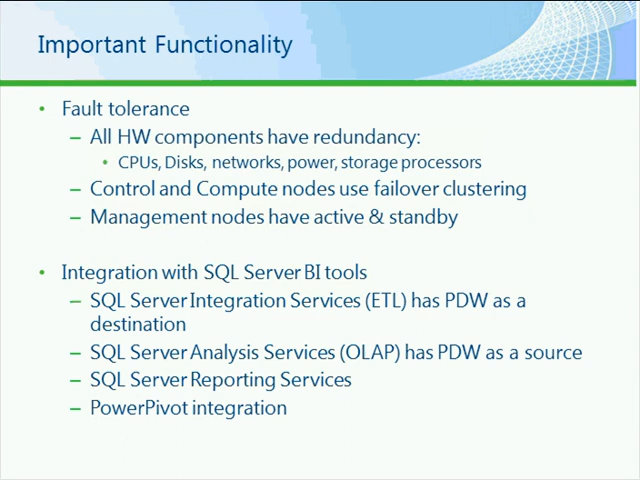 Important Functionality
• Fault tolerance
– All HW components have redundancy:
• CPUs, Disks, networks, power, storage processors
– Control and Compute nodes use failover clustering
– Management nodes have active & standby
• Integration with SQL Server BI tools
– SQL Server Integration Services (ETL) has PDW as a
destination
– SQL Server Analysis Services (OLAP) has PDW as a source
– SQL Server Reporting Services
– PowerPivot integration